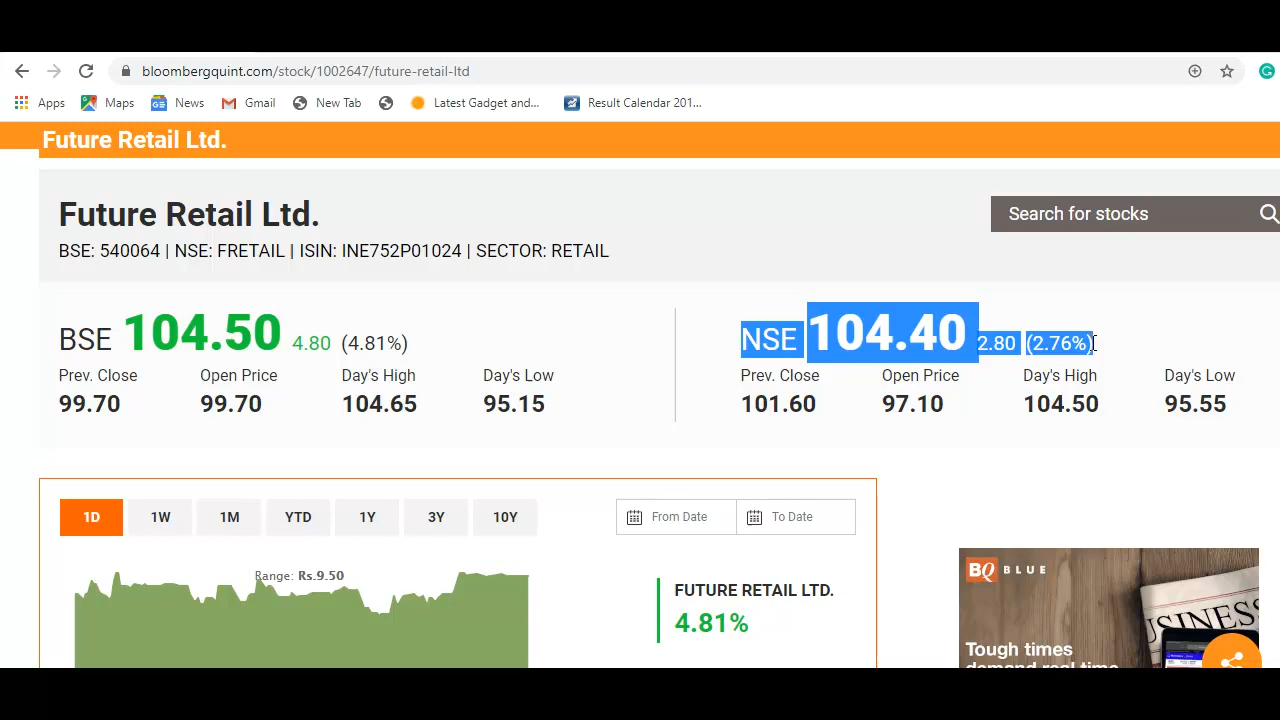 bloombergquint.com/stock/1002647/future-retail-ltd
Apps Maps News Gmail New Tab Latest Gadget and... Result Calendar 201...
Future Retail Ltd.
Future Retail Ltd.
Search for stocks
BSE: 540064 | NSE: FRETAIL | ISIN: INE752P01024 | SECTOR: RETAIL
BSE 104.50 4.80 (4.81%)
Prev. Close Open Price Day's High Day's Low
99.70 99.70 104.65 95.15
NSE 104.40 2.80 (2.76%)
Prev. Close Open Price Day's High Day's Low
101.60 97.10 104.50 95.55
1D 1W 1M YTD 1Y 3Y 10Y
From Date To Date
Range: Rs.9.50
FUTURE RETAIL LTD.
4.81%
BQ BLUE
BUSINESS
Tough times
demand real time